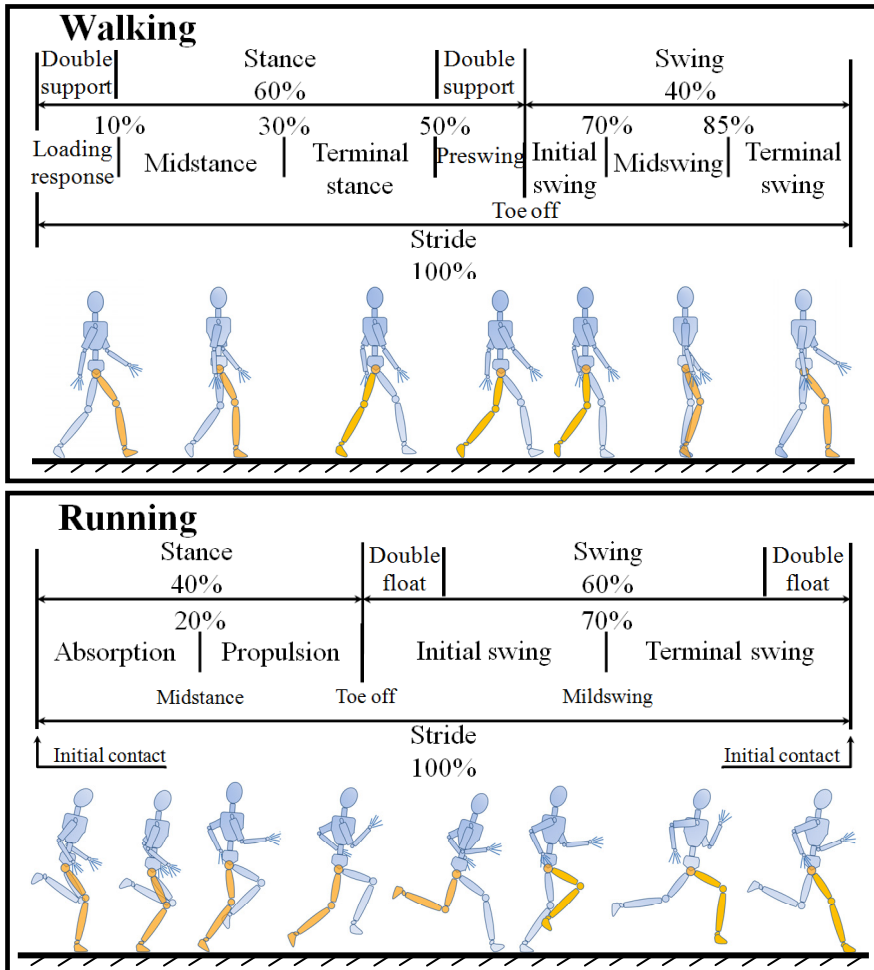 Walking
Double Stance Double Swing
support 60% support 40%
10% 30% 50% 70% 85%
Loading Midstance Terminal Preswing Initial Midswing Terminal
response stance swing swing
Toe off
Stride
100%
Running
Stance Double Swing Double
40% float 60% float
20% 70%
Absorption Propulsion Initial swing Terminal swing
Midstance Toe off Mildswing
Stride
Initial contact 100% Initial contact